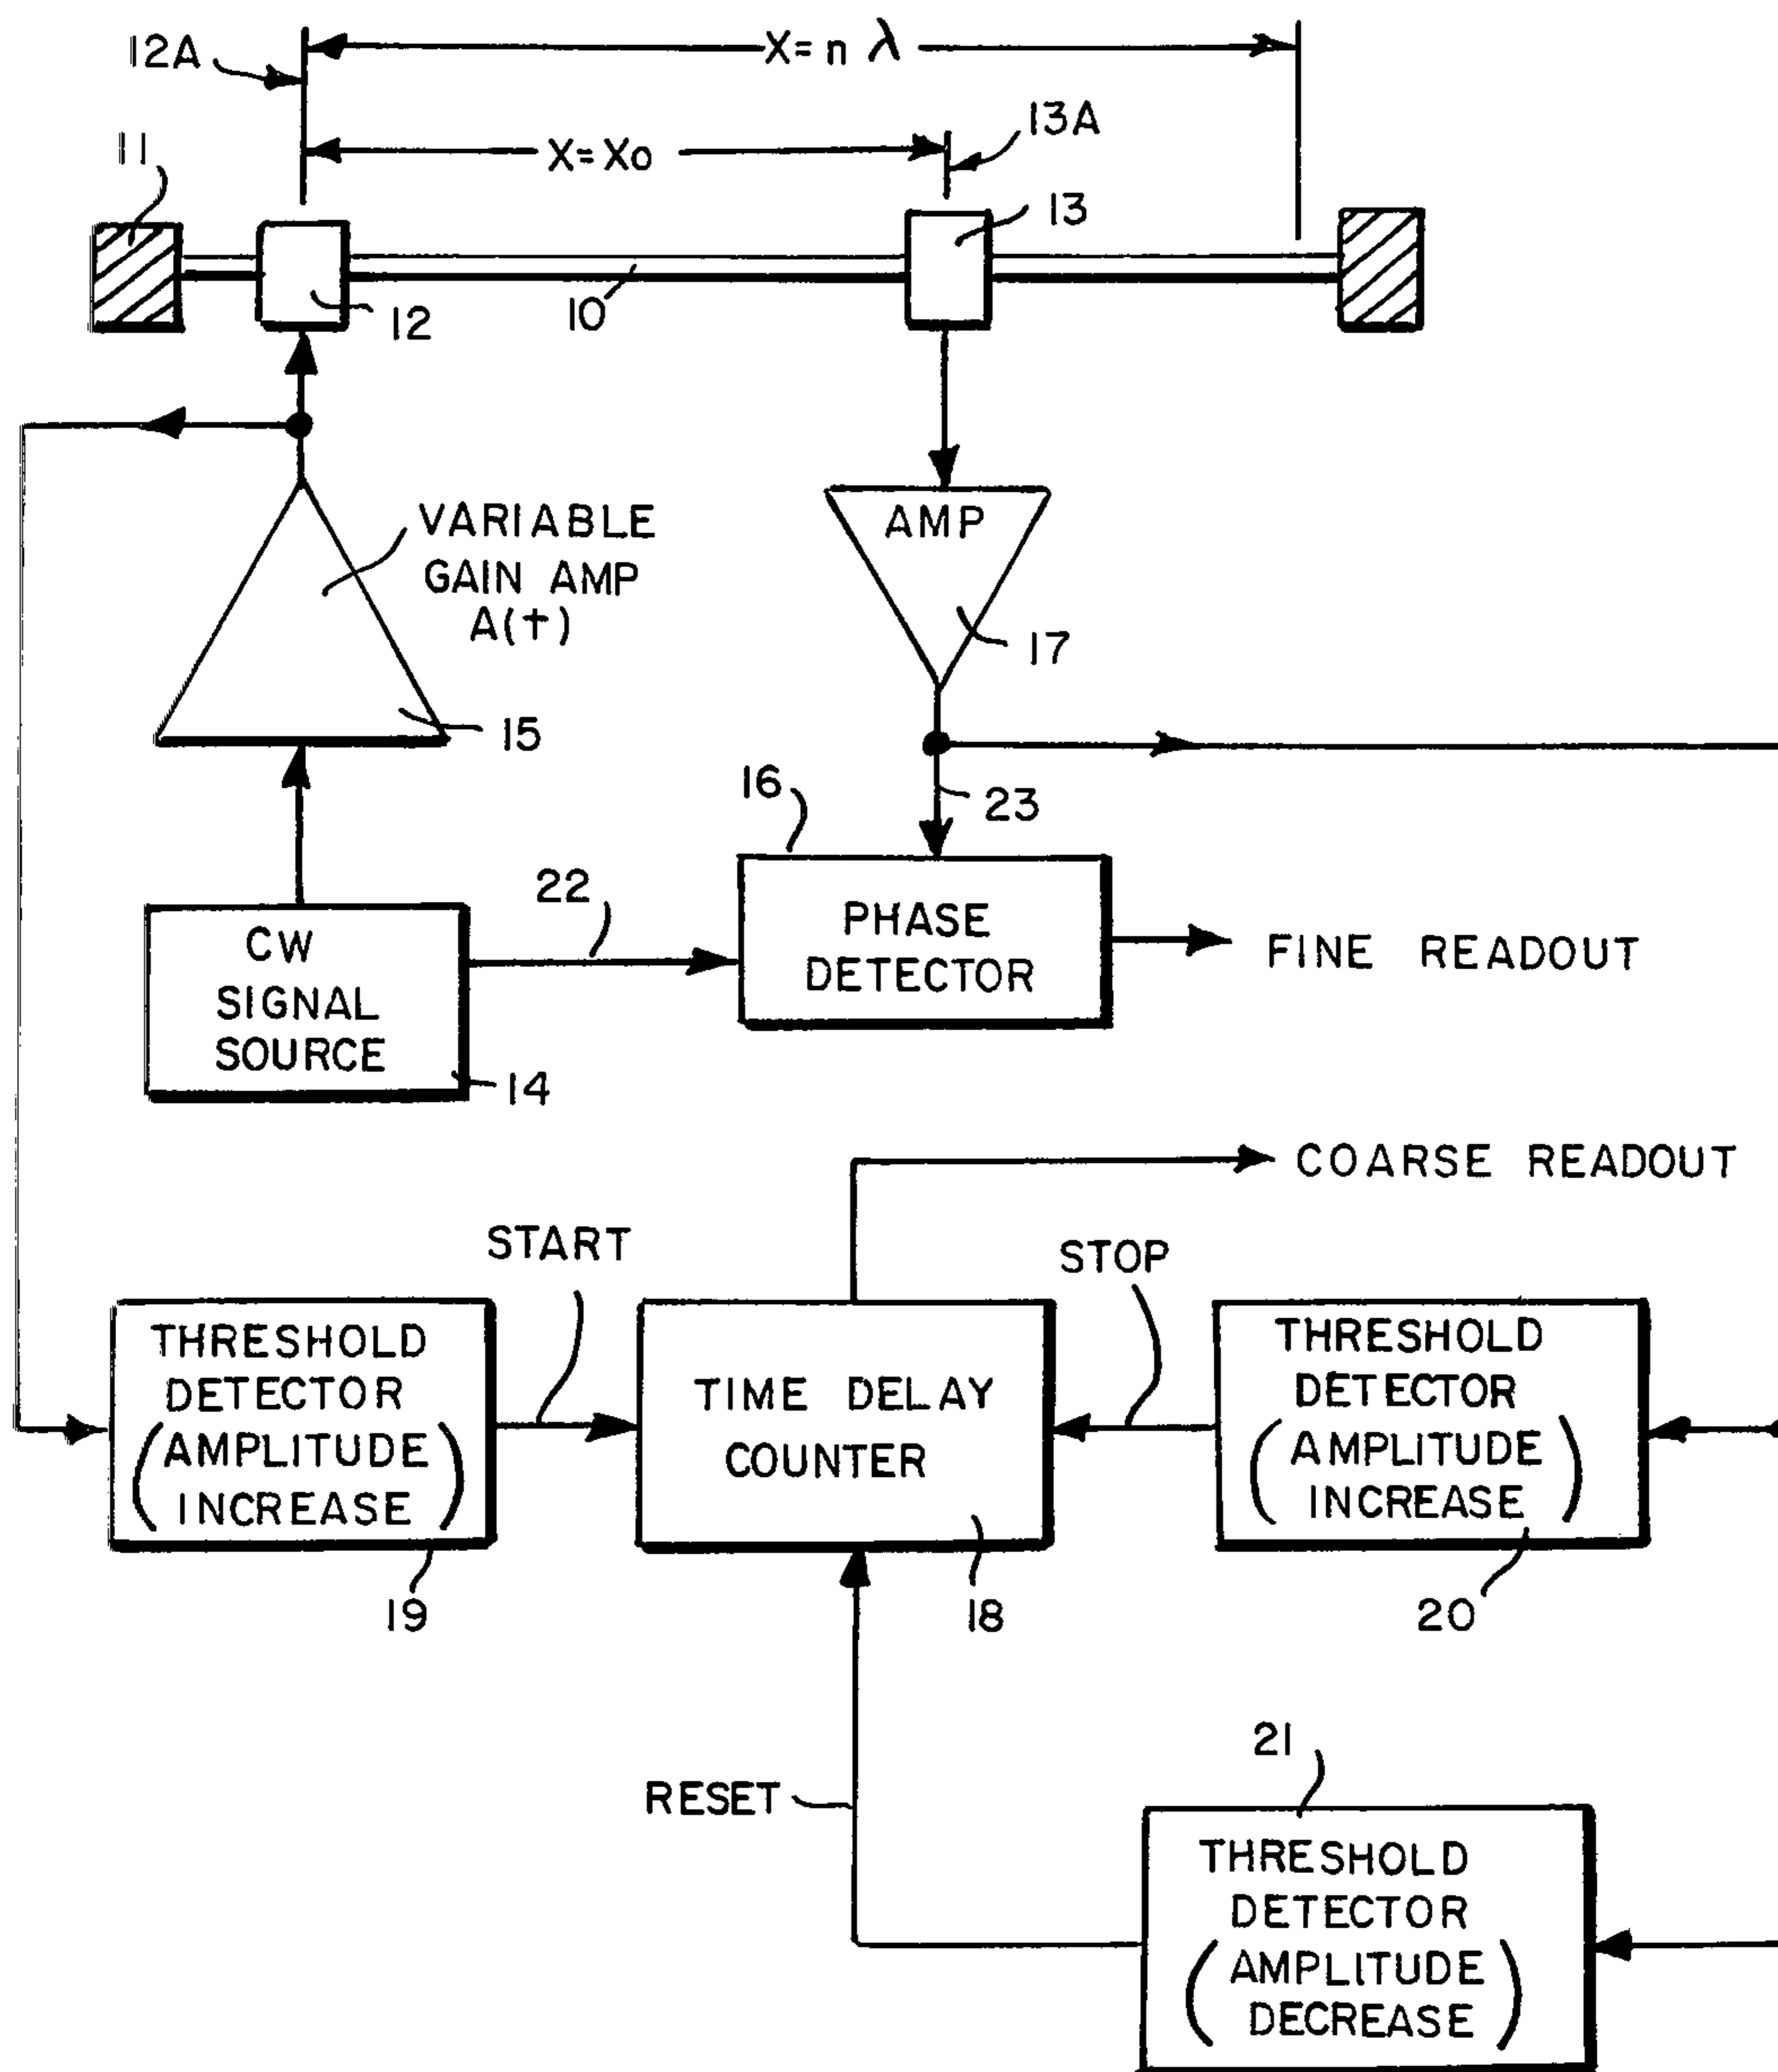 12A
X= n λ
13A
11
X= Xo
13
12
10
VARIABLE
GAIN AMP
A(t)
AMP
17
15
16
23
22
CW
SIGNAL
SOURCE
14
PHASE
DETECTOR
FINE READOUT
COARSE READOUT
START
STOP
THRESHOLD
DETECTOR
(AMPLITUDE
INCREASE)
TIME DELAY
COUNTER
THRESHOLD
DETECTOR
(AMPLITUDE
INCREASE)
19
18
20
21
RESET
THRESHOLD
DETECTOR
(AMPLITUDE
DECREASE)